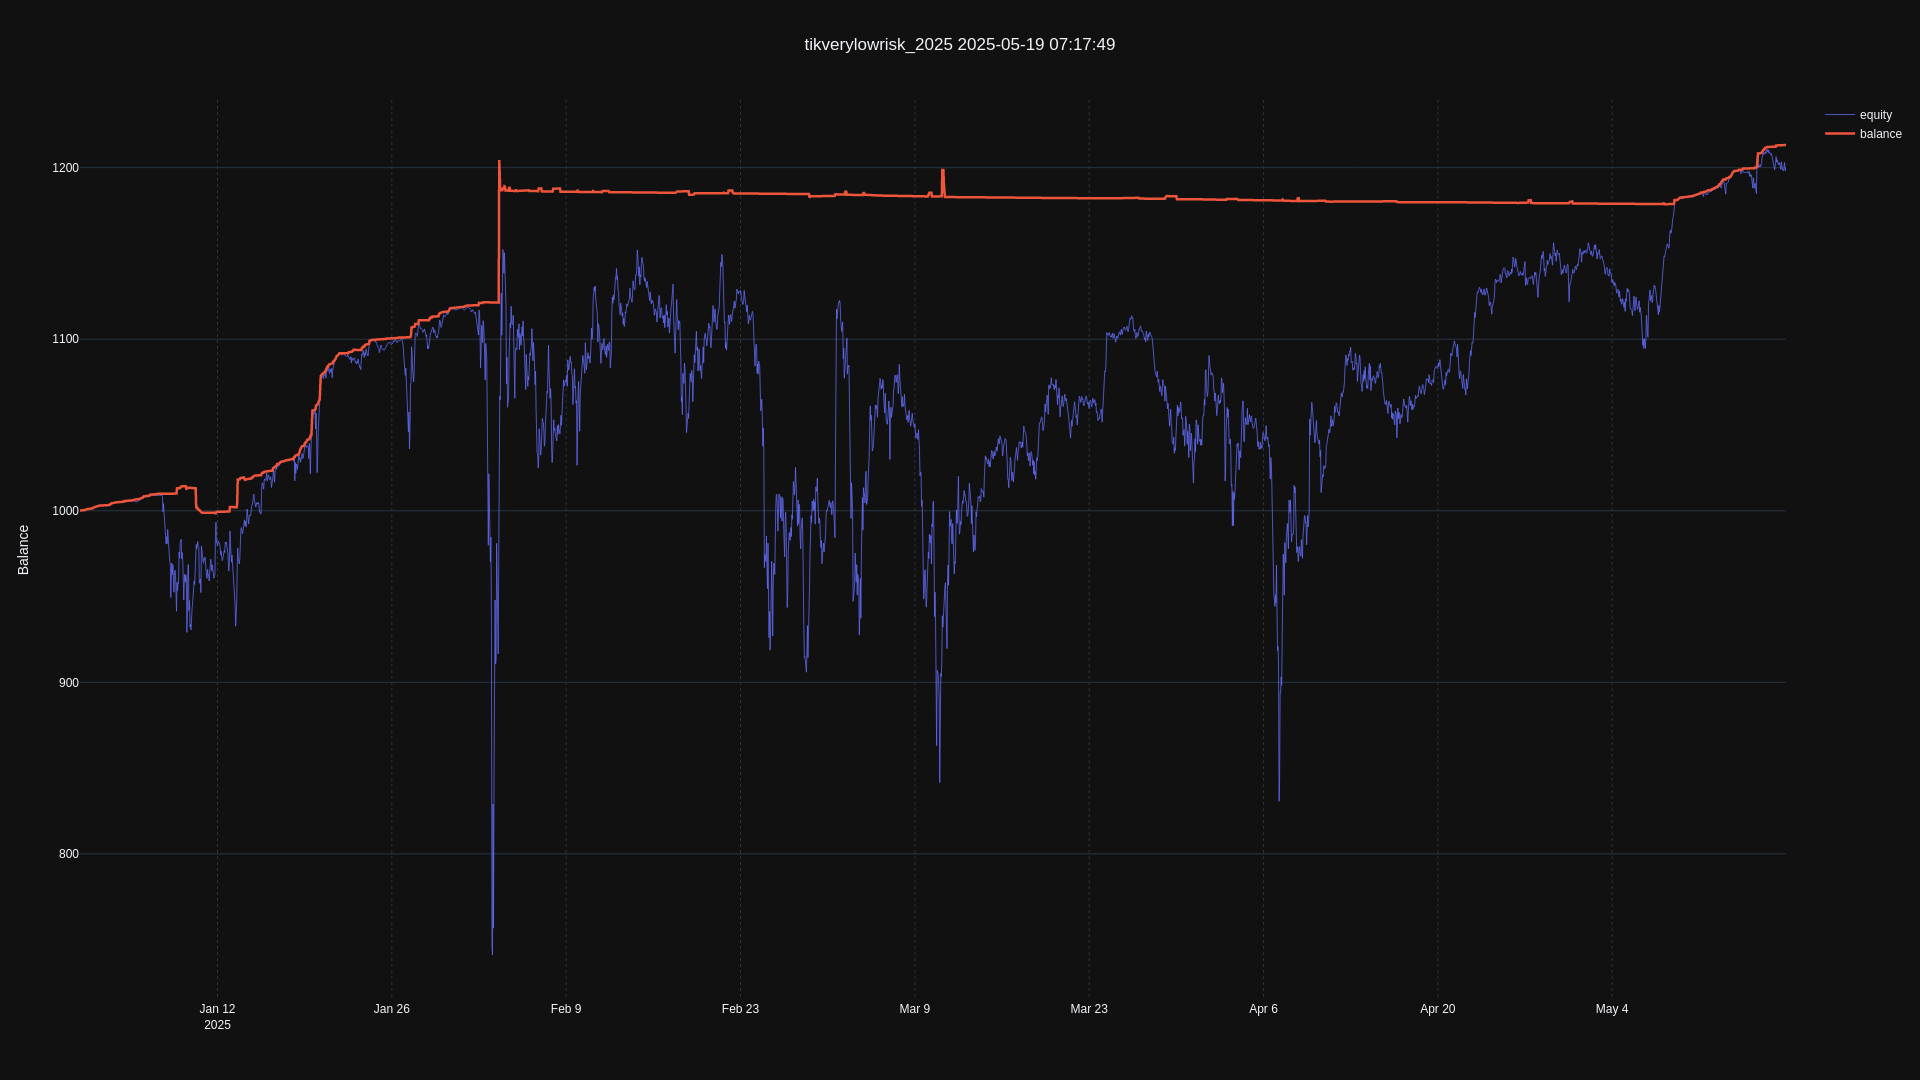 tikverylowrisk_2025 2025-05-19 07:17:49
equity
balance
1200
1100
1000
900
800
Balance
Jan 12
2025
Jan 26
Feb 9
Feb 23
Mar 9
Mar 23
Apr 6
Apr 20
May 4